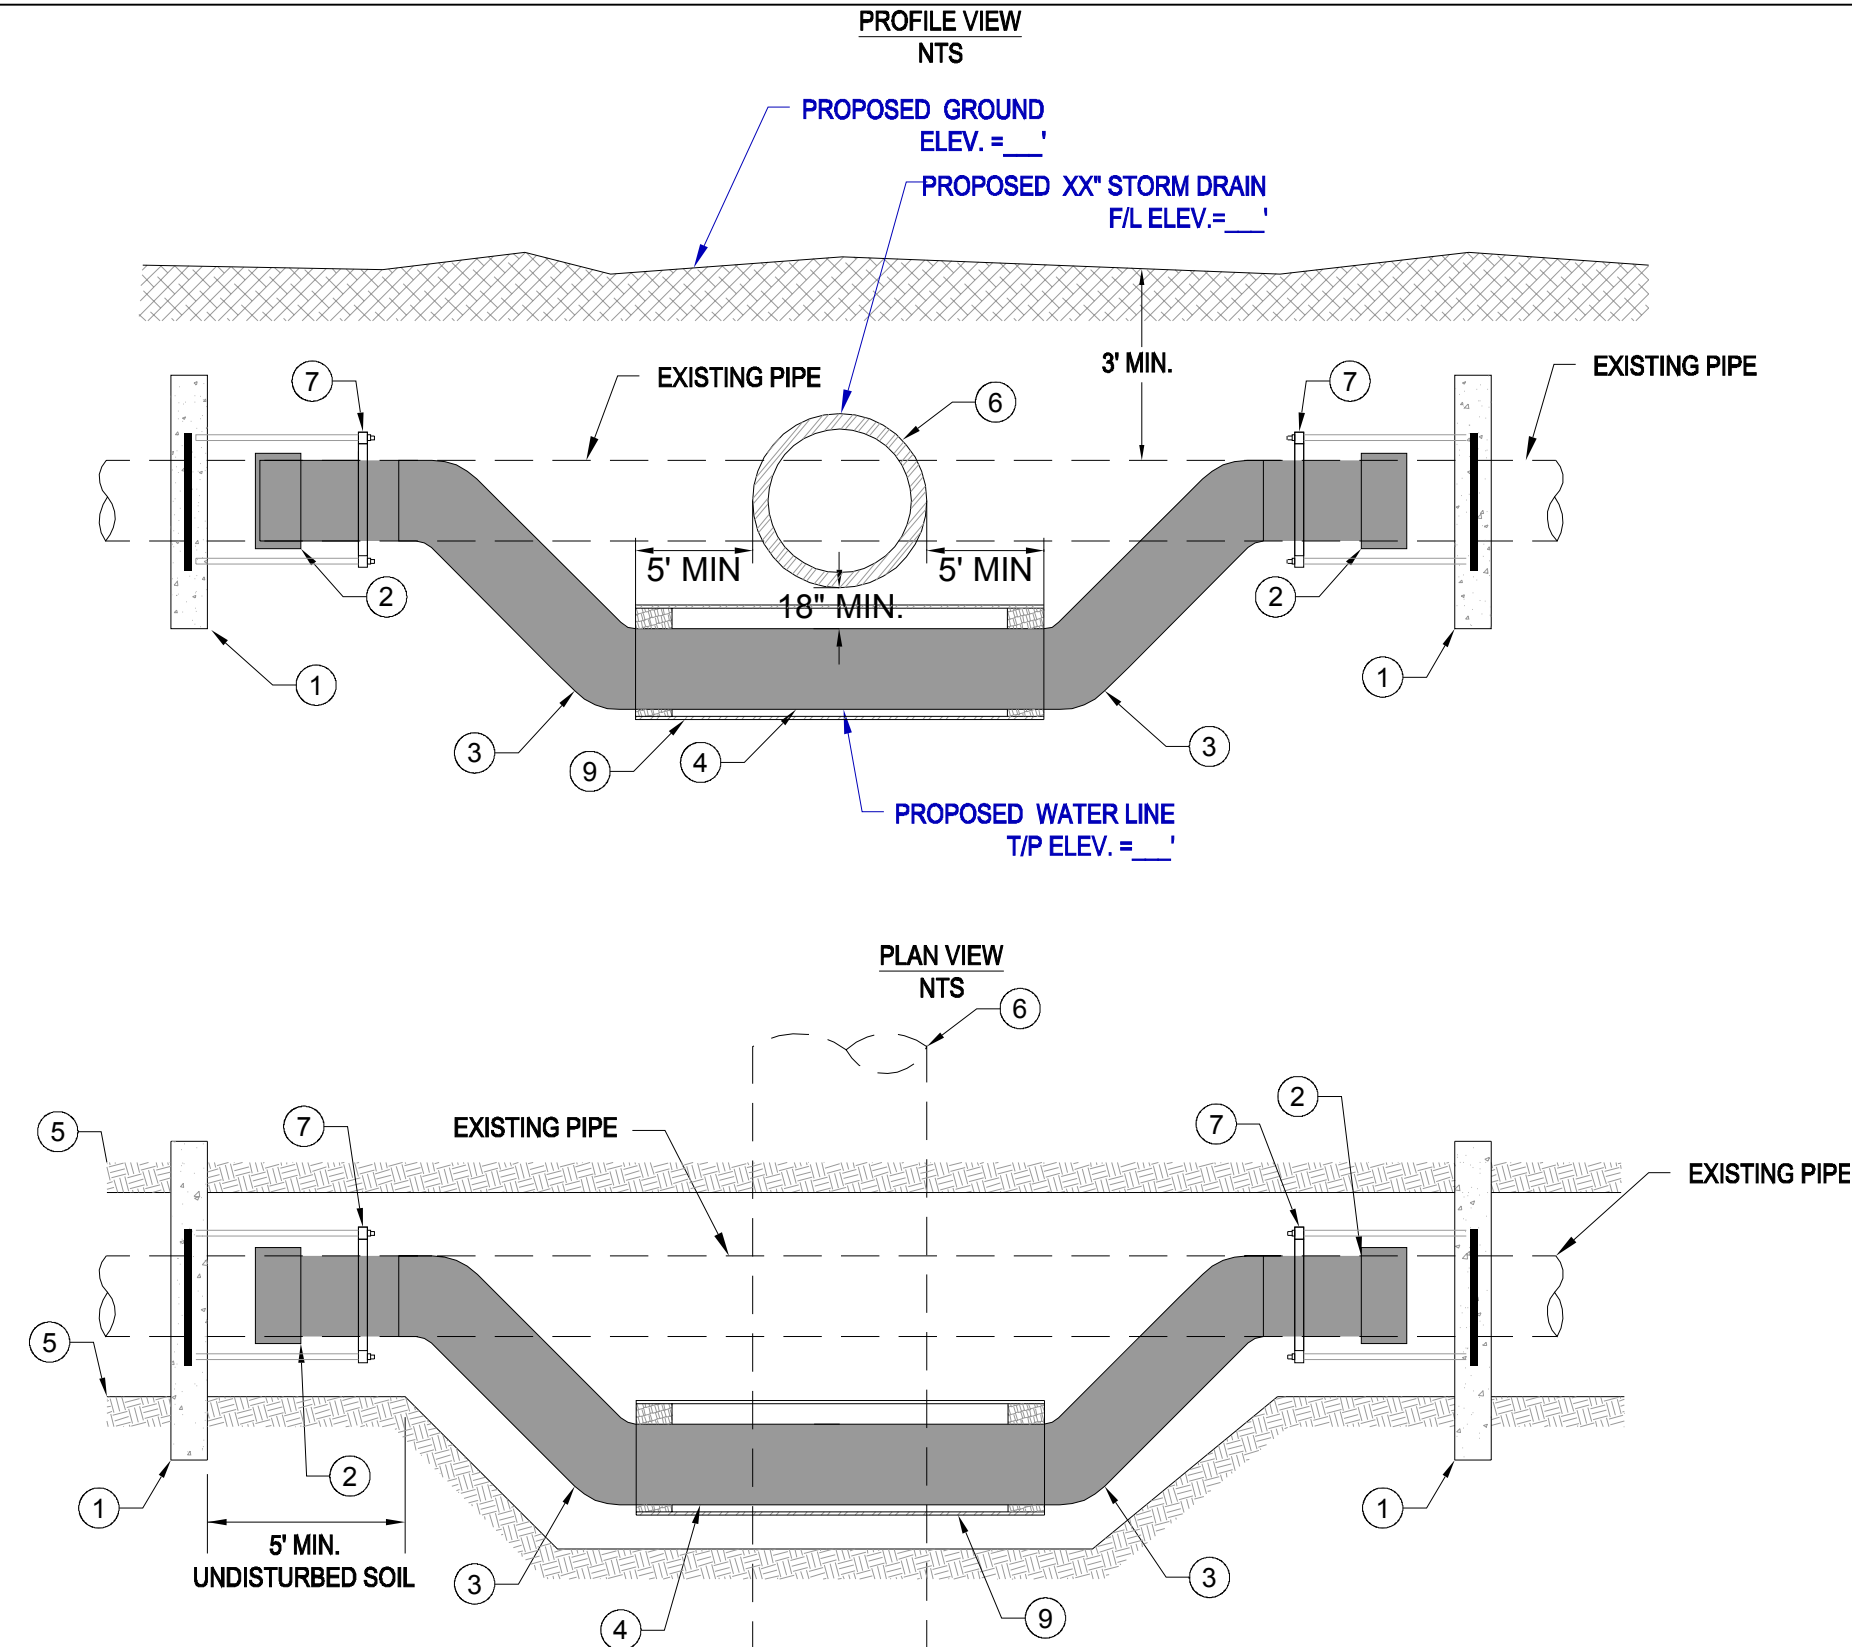 PROFILE VIEW
NTS
PROPOSED GROUND
ELEV. =___'
PROPOSED XX" STORM DRAIN
F/L ELEV.=___'
3' MIN.
EXISTING PIPE
EXISTING PIPE
7
6
7
5' MIN
5' MIN
18" MIN.
2
2
1
1
3
9
4
3
PROPOSED WATER LINE
T/P ELEV. =___'
PLAN VIEW
NTS
6
5
7
EXISTING PIPE
7
2
EXISTING PIPE
5
2
1
1
5' MIN.
UNDISTURBED SOIL
3
4
9
3